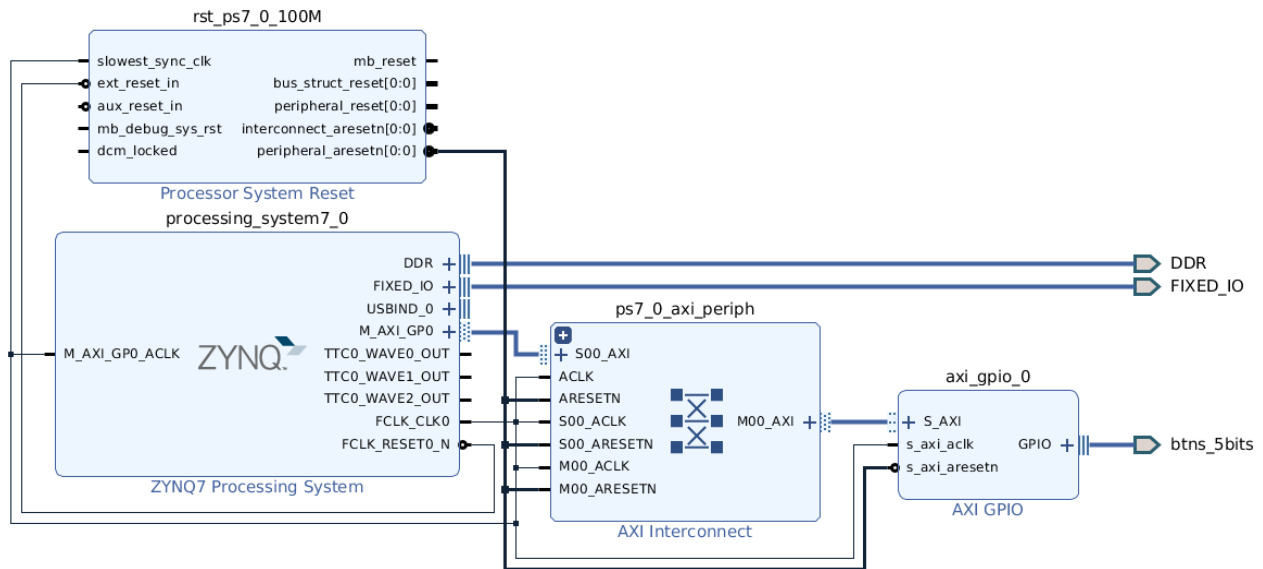 rst_ps7_0_100M
slowest_sync_clk
ext_reset_in
aux_reset_in
mb_debug_sys_rst
dcm_locked
mb_reset
bus_struct_reset[0:0]
peripheral_reset[0:0]
interconnect_aresetn[0:0]
peripheral_aresetn[0:0]
Processor System Reset
processing_system7_0
M_AXI_GP0_ACLK
ZYNQ
DDR
FIXED_IO
USBIND_0
M_AXI_GP0
TTC0_WAVE0_OUT
TTC0_WAVE1_OUT
TTC0_WAVE2_OUT
FCLK_CLK0
FCLK_RESET0_N
ZYNQ7 Processing System
ps7_0_axi_periph
S00_AXI
ACLK
ARESETN
S00_ACLK
S00_ARESETN
M00_ACLK
M00_ARESETN
M00_AXI
AXI Interconnect
axi_gpio_0
S_AXI
s_axi_aclk
s_axi_aresetn
GPIO
AXI GPIO
DDR
FIXED_IO
btns_5bits